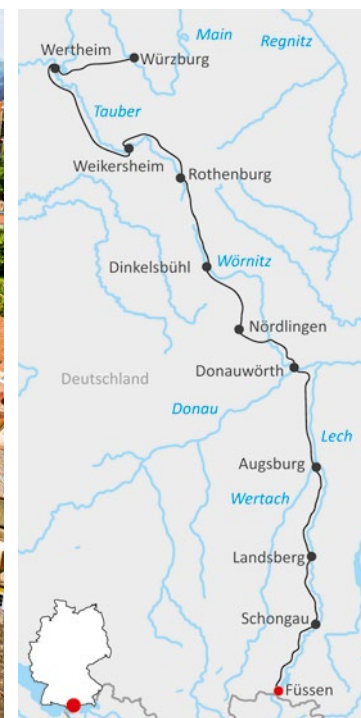 Main
Regnitz
Wertheim
Würzburg
Tauber
Weikersheim
Rothenburg
Dinkelsbühl
Wörnitz
Nördlingen
Deutschland
Donauwörth
Donau
Lech
Augsburg
Wertach
Landsberg
Schongau
Füssen